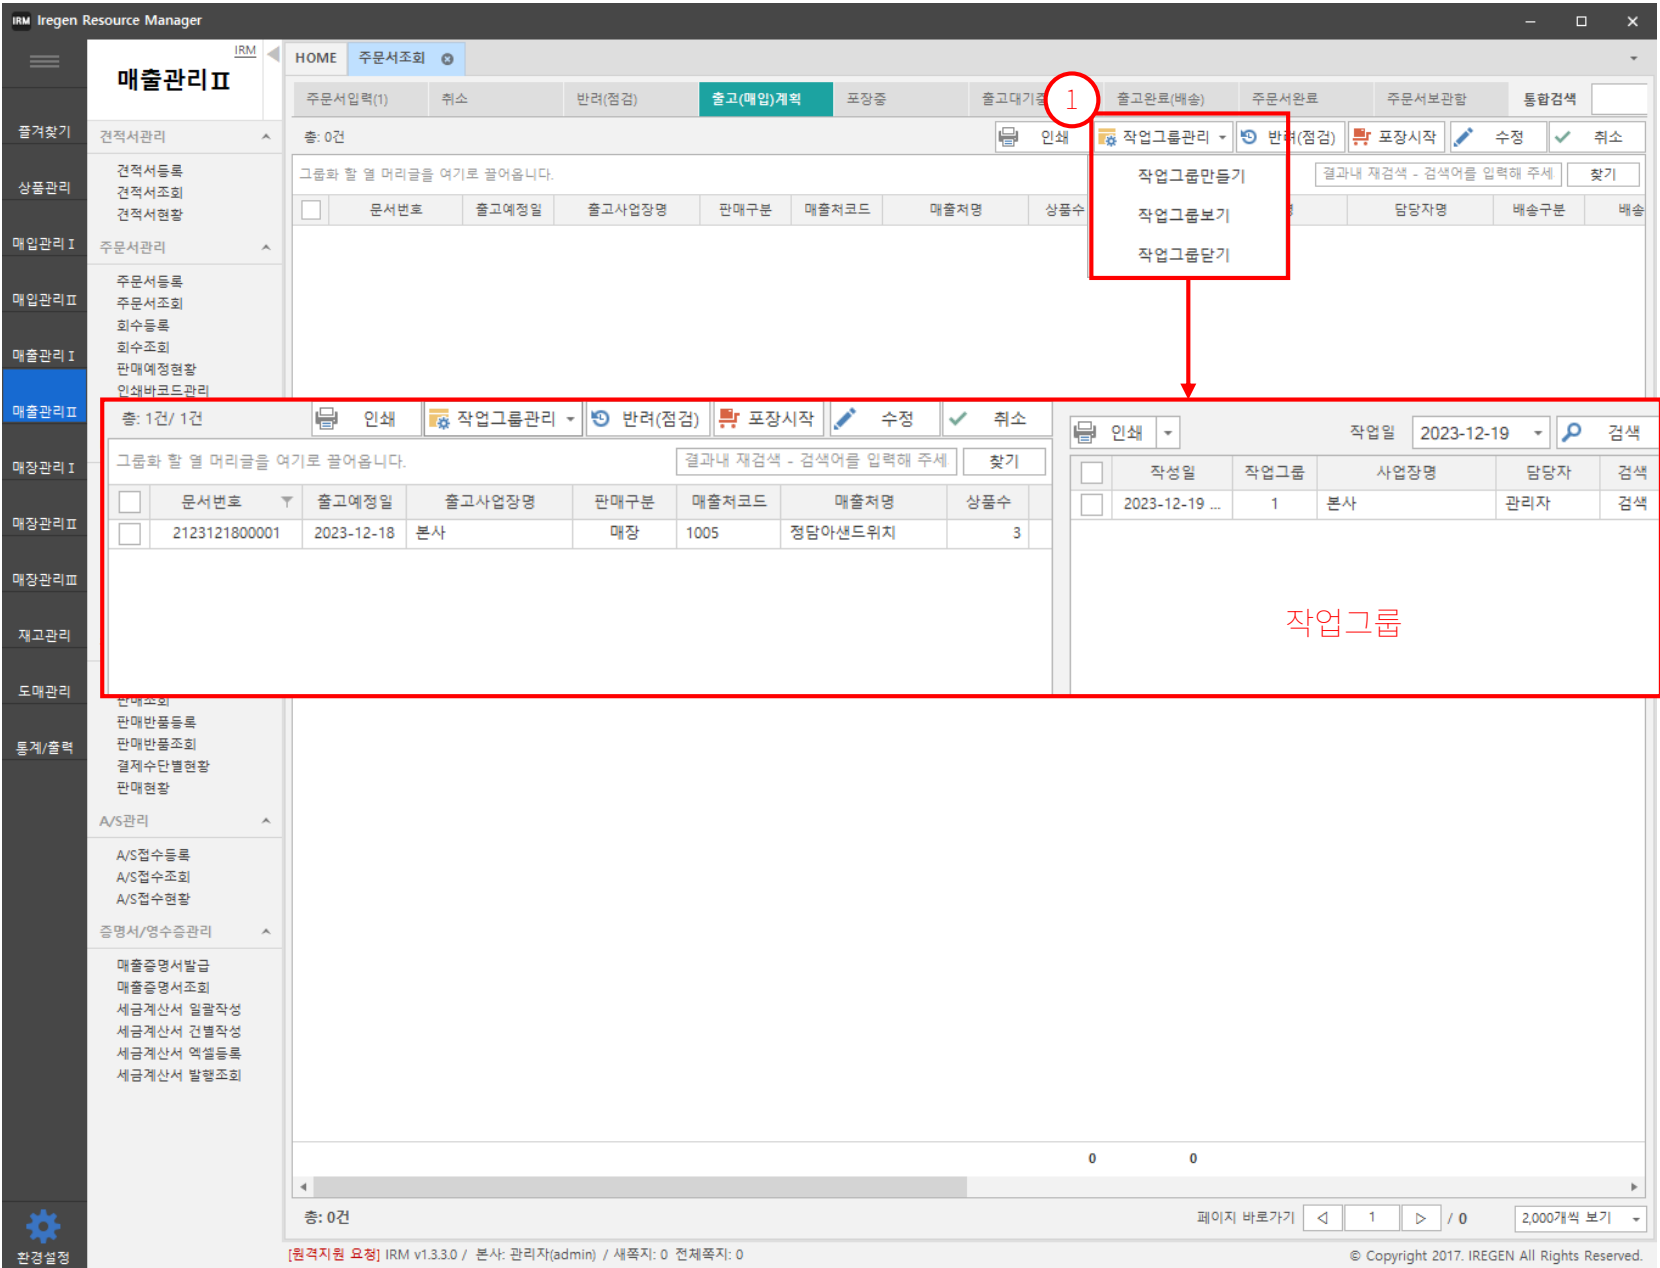 IRM Iregen Resource Manager
즐겨찾기
상품관리
매입관리 I
매입관리 II
매출관리 I
매출관리 II
매장관리 I
매장관리 II
매장관리 III
재고관리
도매관리
통계/출력
환경설정
IRM
매출관리 II
견적서관리
견적서등록
견적서조회
견적서현황
주문서관리
주문서등록
주문서조회
회수등록
회수조회
판매예정현황
인쇄바코드관리
판매조회
판매반품등록
판매반품조회
결제수단별현황
판매현황
A/S관리
A/S접수등록
A/S접수조회
A/S접수현황
증명서/영수증관리
매출증명서발급
매출증명서조회
세금계산서 일괄작성
세금계산서 건별작성
세금계산서 엑셀등록
세금계산서 발행조회
HOME 주문서조회
주문서입력(1) 취소 반려(점검) 출고(매입)계획 포장중 출고대기중 1 출고완료(배송) 주문서완료 주문서보관함 통합검색
총: 0건 인쇄 작업그룹관리 반려(점검) 포장시작 수정 취소
그룹화 할 열 머리글을 여기로 끌어옵니다. 결과내 재검색 - 검색어를 입력해 주세 찾기
문서번호 출고예정일 출고사업장명 판매구분 매출처코드 매출처명 상품수 담당자명 배송구분 배송
작업그룹만들기
작업그룹보기
작업그룹닫기
총: 1건/ 1건 인쇄 작업그룹관리 반려(점검) 포장시작 수정 취소
그룹화 할 열 머리글을 여기로 끌어옵니다. 결과내 재검색 - 검색어를 입력해 주세 찾기
문서번호 출고예정일 출고사업장명 판매구분 매출처코드 매출처명 상품수
2123121800001 2023-12-18 본사 매장 1005 정담아샌드위치 3
인쇄 작업일 2023-12-19 검색
작성일 작업그룹 사업장명 담당자 검색
2023-12-19 ... 1 본사 관리자 검색
작업그룹
0 0
총: 0건 페이지 바로가기 1 / 0 2,000개씩 보기
[원격지원 요청] IRM v1.3.3.0 / 본사: 관리자(admin) / 새쪽지: 0 전체쪽지: 0
© Copyright 2017. IREGEN All Rights Reserved.